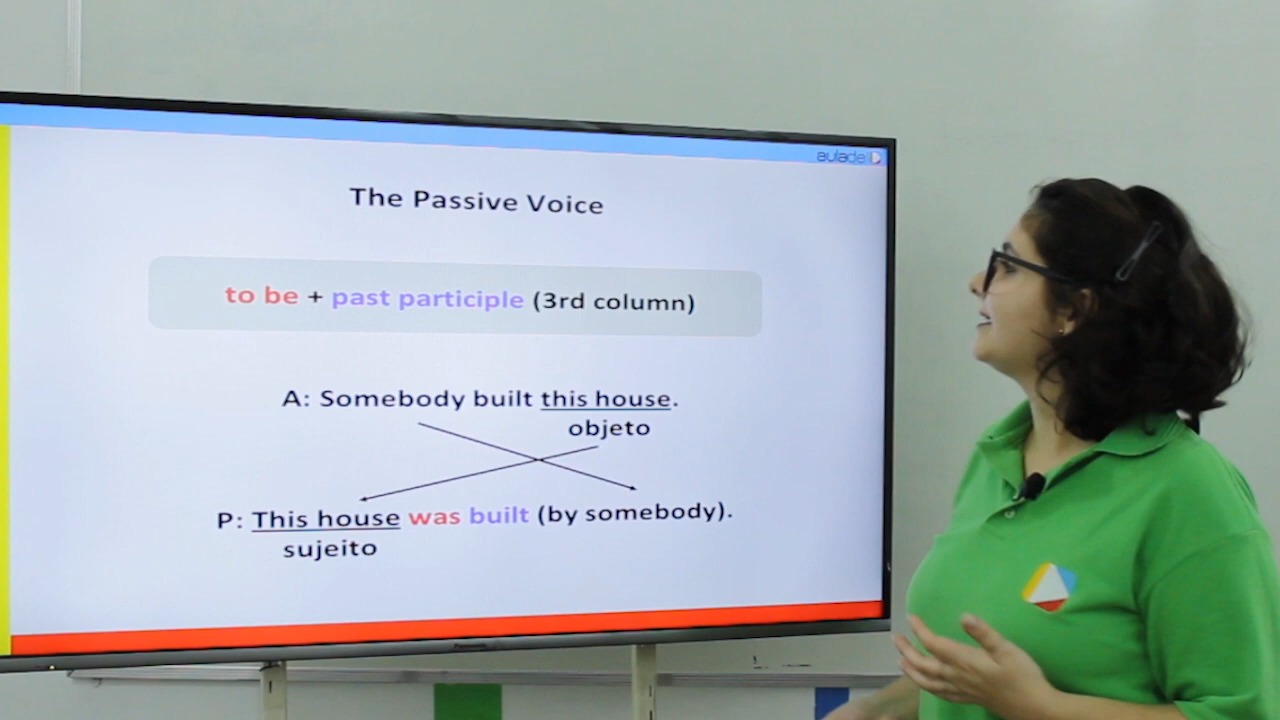 aulade
The Passive Voice
to be + past participle (3rd column)
A: Somebody built this house.
objeto
P: This house was built (by somebody).
sujeito
Panasonic